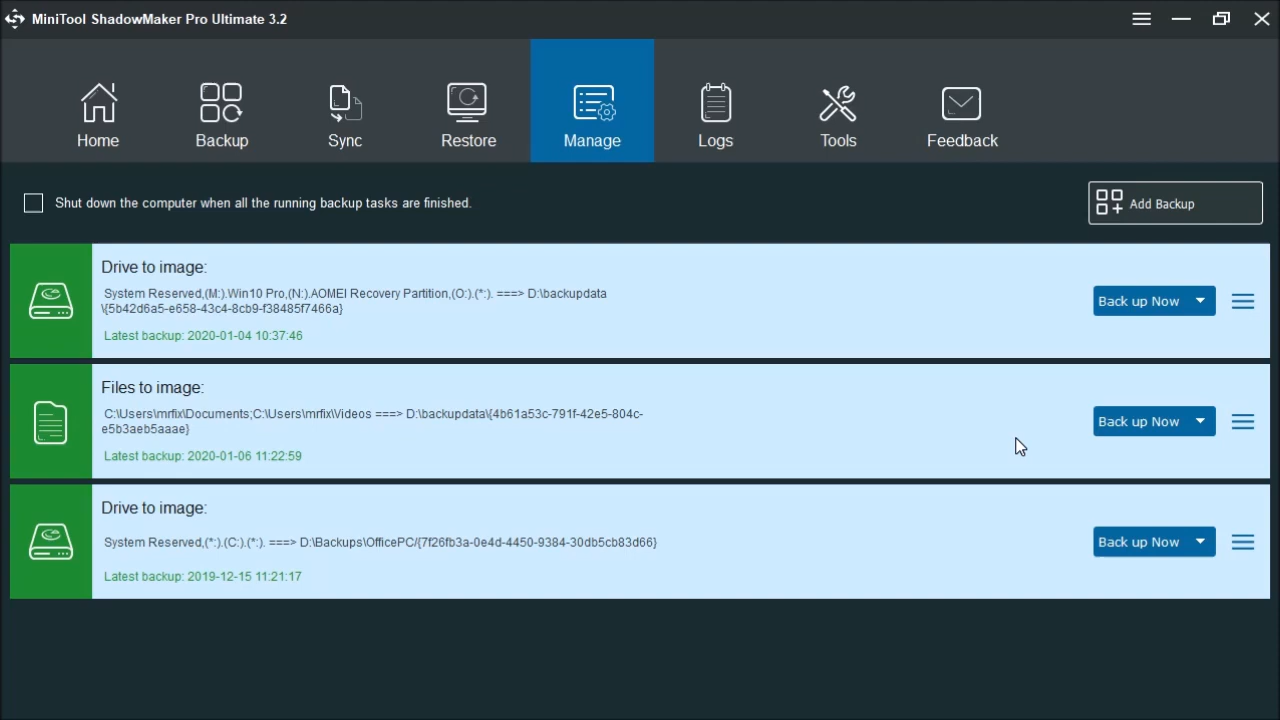 MiniTool ShadowMaker Pro Ultimate 3.2
Home
Backup
Sync
Restore
Manage
Logs
Tools
Feedback
Shut down the computer when all the running backup tasks are finished.
Add Backup
Drive to image:
System Reserved,(M:).Win10 Pro,(N:).AOMEI Recovery Partition,(O:).(*:). ===> D:\backupdata
\{5b42d6a5-e658-43c4-8cb9-f38485f7466a}
Latest backup: 2020-01-04 10:37:46
Back up Now
Files to image:
C:\Users\mrfix\Documents;C:\Users\mrfix\Videos ===> D:\backupdata\{4b61a53c-791f-42e5-804c-
e5b3aeb5aaae}
Latest backup: 2020-01-06 11:22:59
Back up Now
Drive to image:
System Reserved,(*:).(C:).(*:). ===> D:\Backups\OfficePC/{7f26fb3a-0e4d-4450-9384-30db5cb83d66}
Latest backup: 2019-12-15 11:21:17
Back up Now